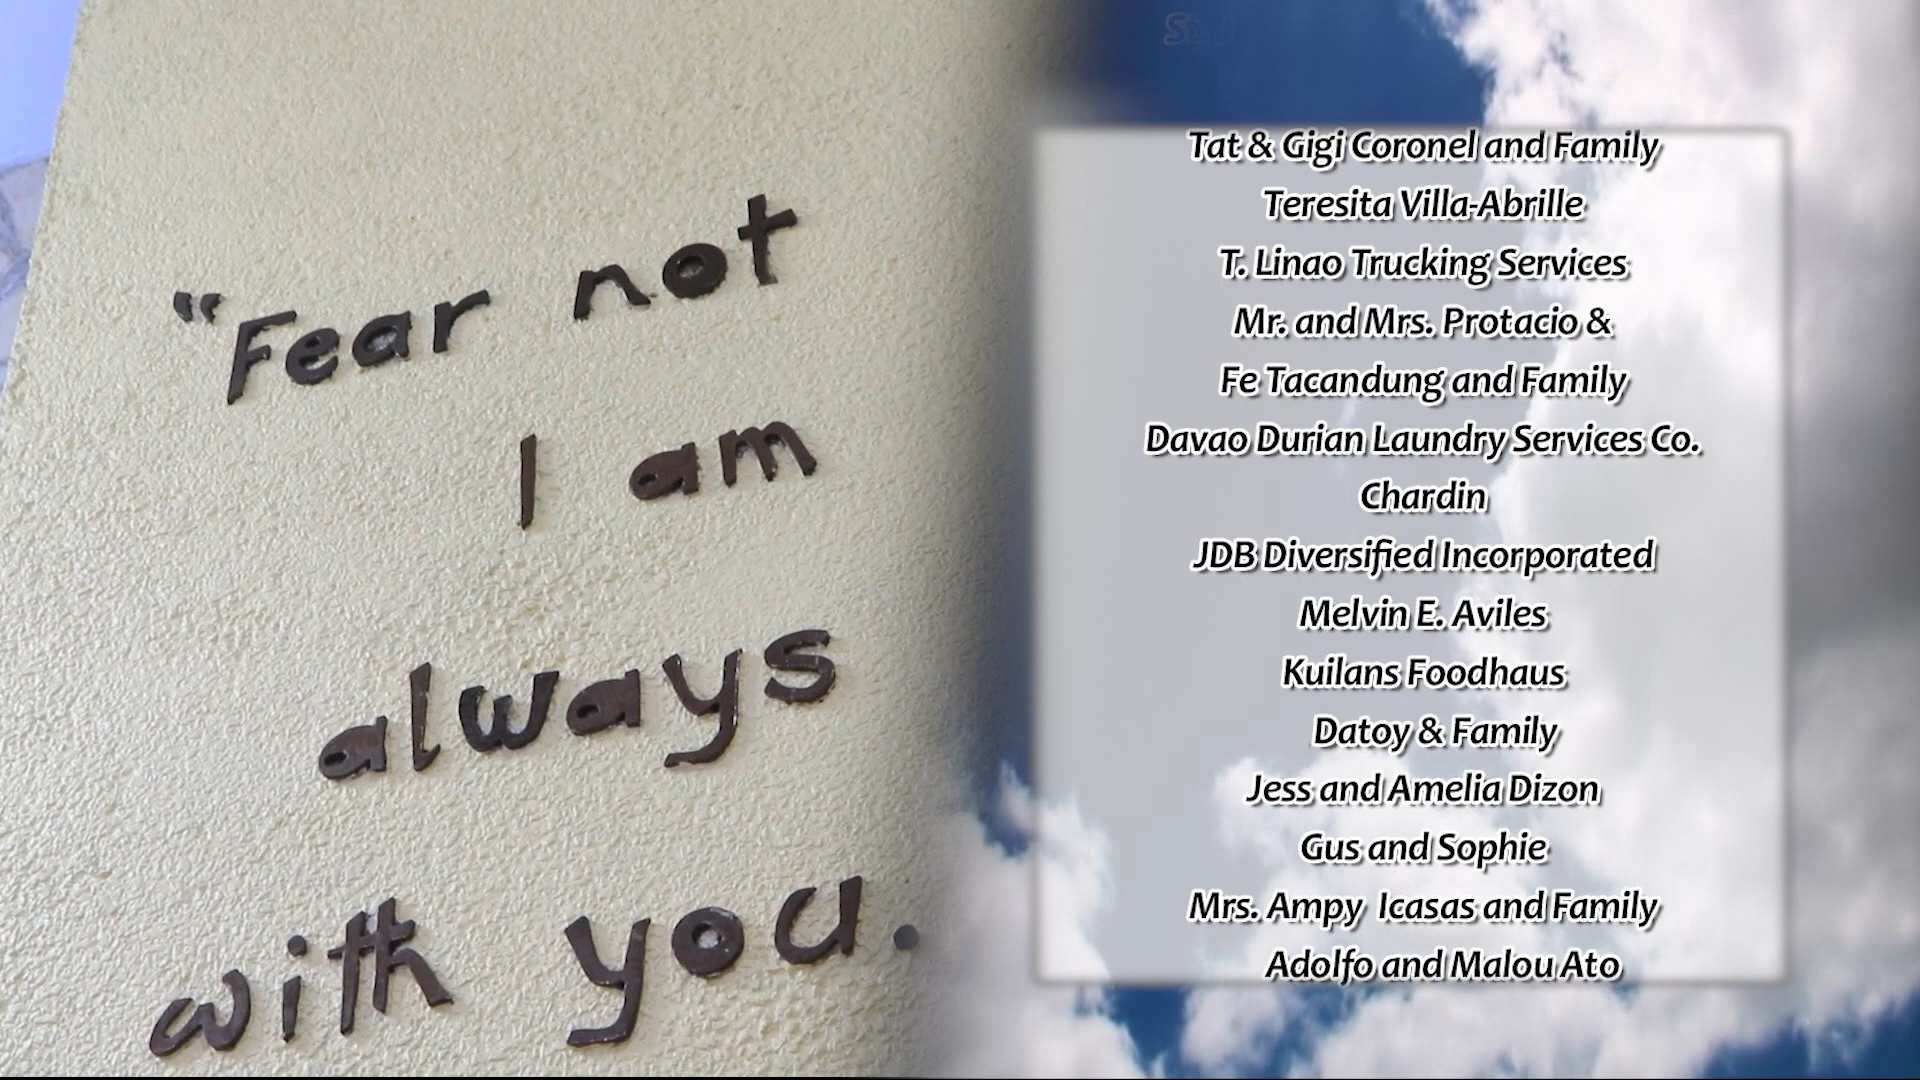 “Fear not
I am
always
with you.
Tat & Gigi Coronel and Family
Teresita Villa-Abrille
T. Linao Trucking Services
Mr. and Mrs. Protacio &
Fe Tacandung and Family
Davao Durian Laundry Services Co.
Chardin
JDB Diversified Incorporated
Melvin E. Aviles
Kuilans Foodhaus
Datoy & Family
Jess and Amelia Dizon
Gus and Sophie
Mrs. Ampy Icasas and Family
Adolfo and Malou Ato